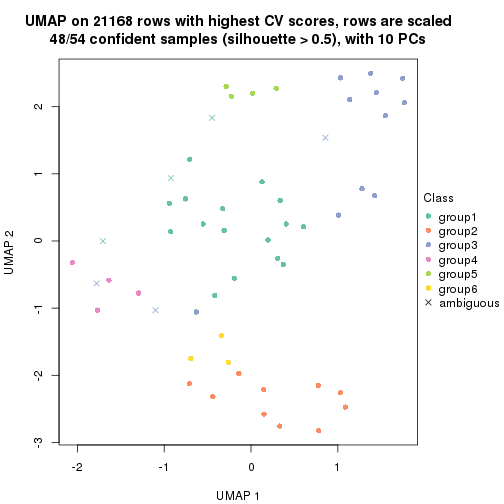 UMAP on 21168 rows with highest CV scores, rows are scaled
48/54 confident samples (silhouette > 0.5), with 10 PCs
2
1
0
-1
-2
-3
UMAP 2
-2
-1
0
1
UMAP 1
Class
group1
group2
group3
group4
group5
group6
ambiguous